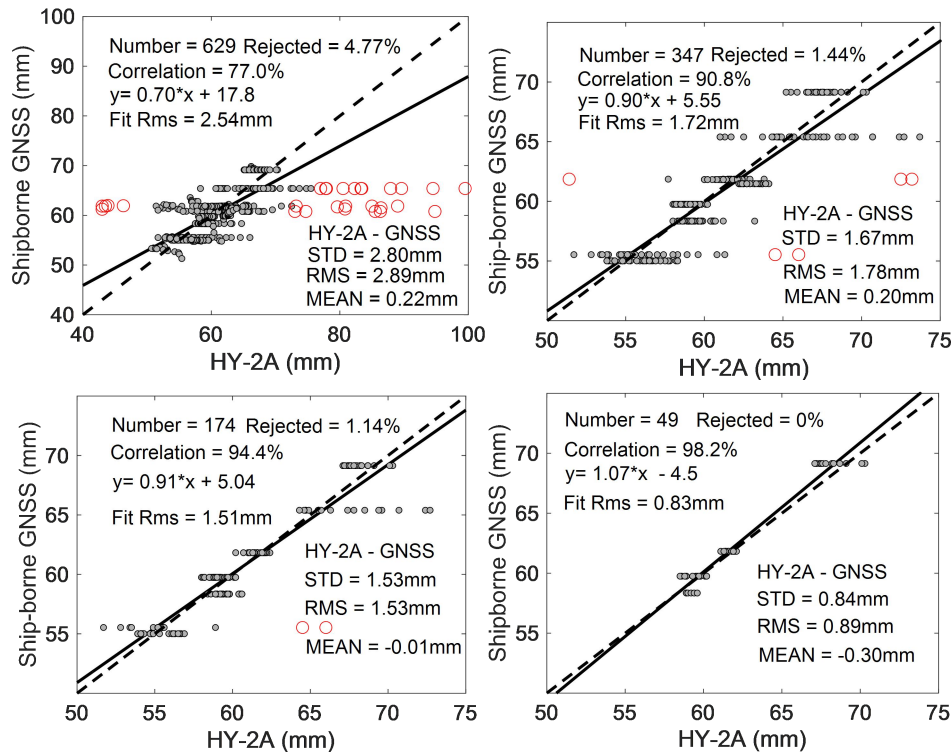 Number = 629 Rejected = 4.77%
Correlation = 77.0%
y= 0.70*x + 17.8
Fit Rms = 2.54mm
HY-2A - GNSS
STD = 2.80mm
RMS = 2.89mm
MEAN = 0.22mm
Shipborne GNSS (mm)
100
90
80
70
60
50
40
40 60 80 100
HY-2A (mm)
Number = 347 Rejected = 1.44%
Correlation = 90.8%
y= 0.90*x + 5.55
Fit Rms = 1.72mm
HY-2A - GNSS
STD = 1.67mm
RMS = 1.78mm
MEAN = 0.20mm
Ship-borne GNSS (mm)
70
65
60
55
50 55 60 65 70 75
HY-2A (mm)
Number = 174 Rejected = 1.14%
Correlation = 94.4%
y= 0.91*x + 5.04
Fit Rms = 1.51mm
HY-2A - GNSS
STD = 1.53mm
RMS = 1.53mm
MEAN = -0.01mm
Ship-borne GNSS (mm)
70
65
60
55
50 55 60 65 70 75
HY-2A (mm)
Number = 49 Rejected = 0%
Correlation = 98.2%
y= 1.07*x - 4.5
Fit Rms = 0.83mm
HY-2A - GNSS
STD = 0.84mm
RMS = 0.89mm
MEAN = -0.30mm
Shipborne GNSS (mm)
70
65
60
55
50 55 60 65 70 75
HY-2A (mm)